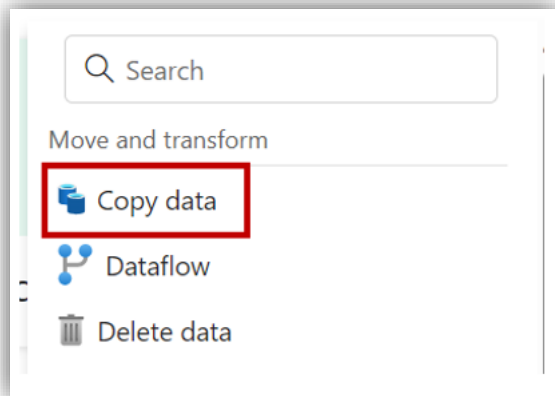 Search
Move and transform
Copy data
Dataflow
Delete data